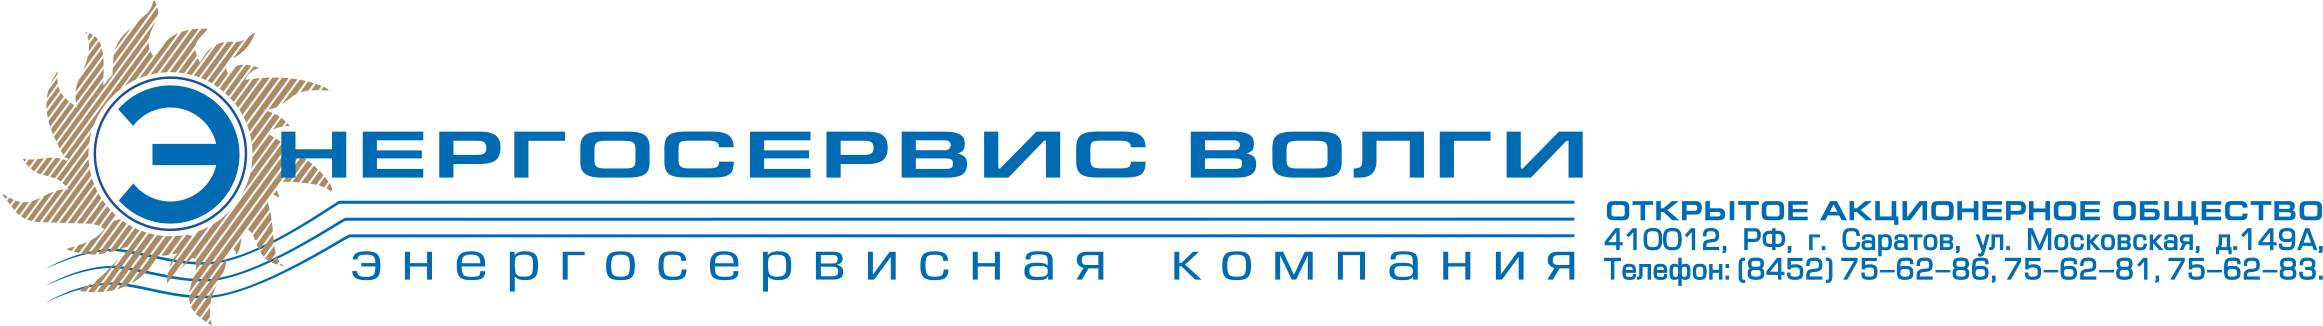 ЭНЕРГОСЕРВИС ВОЛГИ
энергосервисная компания
ОТКРЫТОЕ АКЦИОНЕРНОЕ ОБЩЕСТВО
410012, РФ, г. Саратов, ул. Московская, д.149А,
Телефон: (8452) 75–62–86, 75–62–81, 75–62–83.